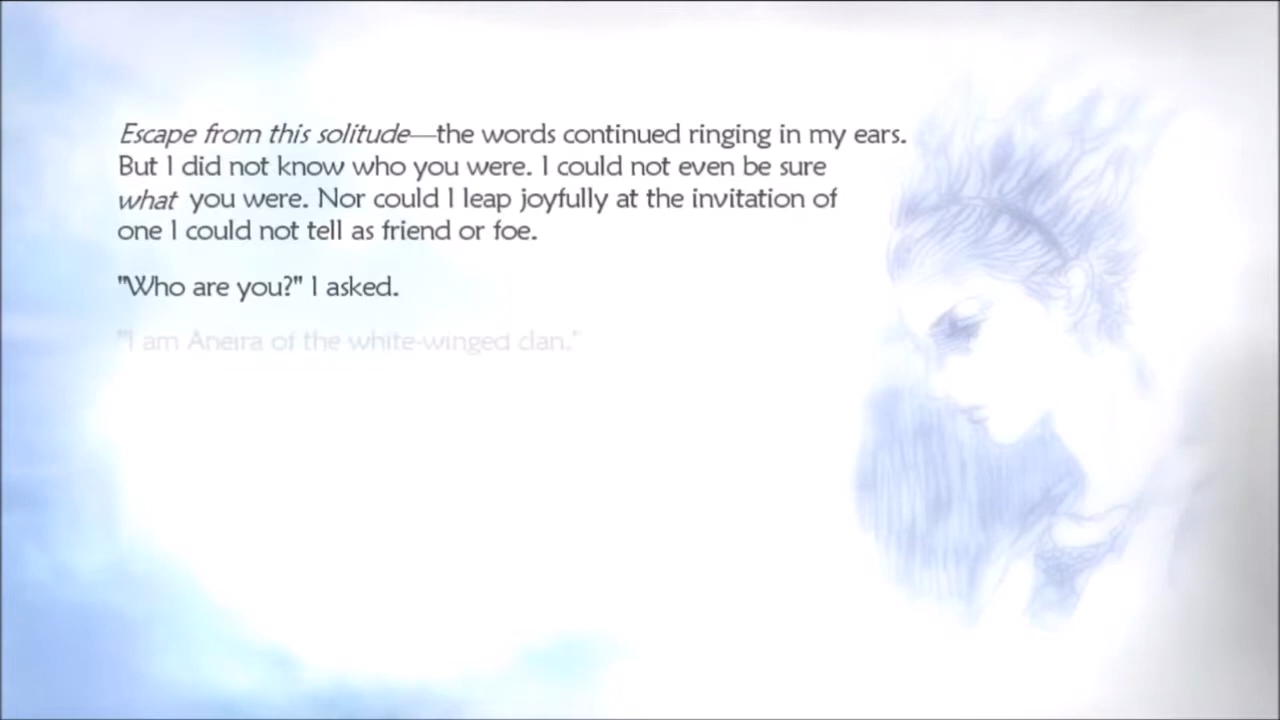 Escape from this solitude—the words continued ringing in my ears.
But I did not know who you were. I could not even be sure
what you were. Nor could I leap joyfully at the invitation of
one I could not tell as friend or foe.
"Who are you?" I asked.
"I am Aneira of the white-winged clan."